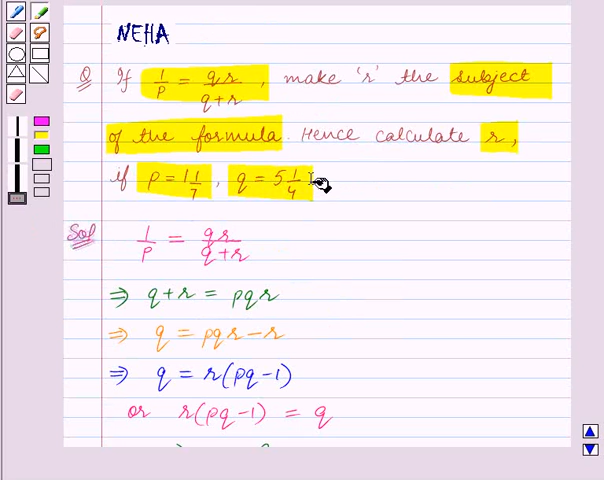 NEHA
Q If 1/P = qr/q+r , make 'r' the subject
of the formula. Hence calculate r,
if p = 1 1/7 , q = 5 1/4
Sol 1/P = qr/q+r
⇒ q+r = pqr
⇒ q = pqr-r
⇒ q = r(pq-1)
or r(pq-1) = q